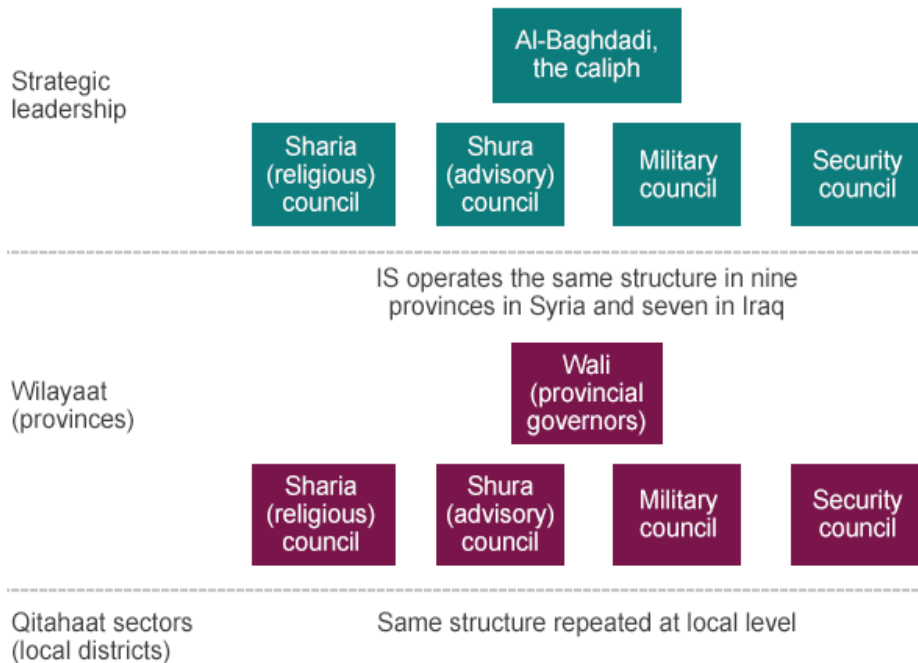 Al-Baghdadi,
the caliph
Strategic
leadership
Sharia
(religious)
council
Shura
(advisory)
council
Military
council
Security
council
IS operates the same structure in nine
provinces in Syria and seven in Iraq
Wali
(provincial
governors)
Wilayaat
(provinces)
Sharia
(religious)
council
Shura
(advisory)
council
Military
council
Security
council
Qitahaat sectors
(local districts)
Same structure repeated at local level